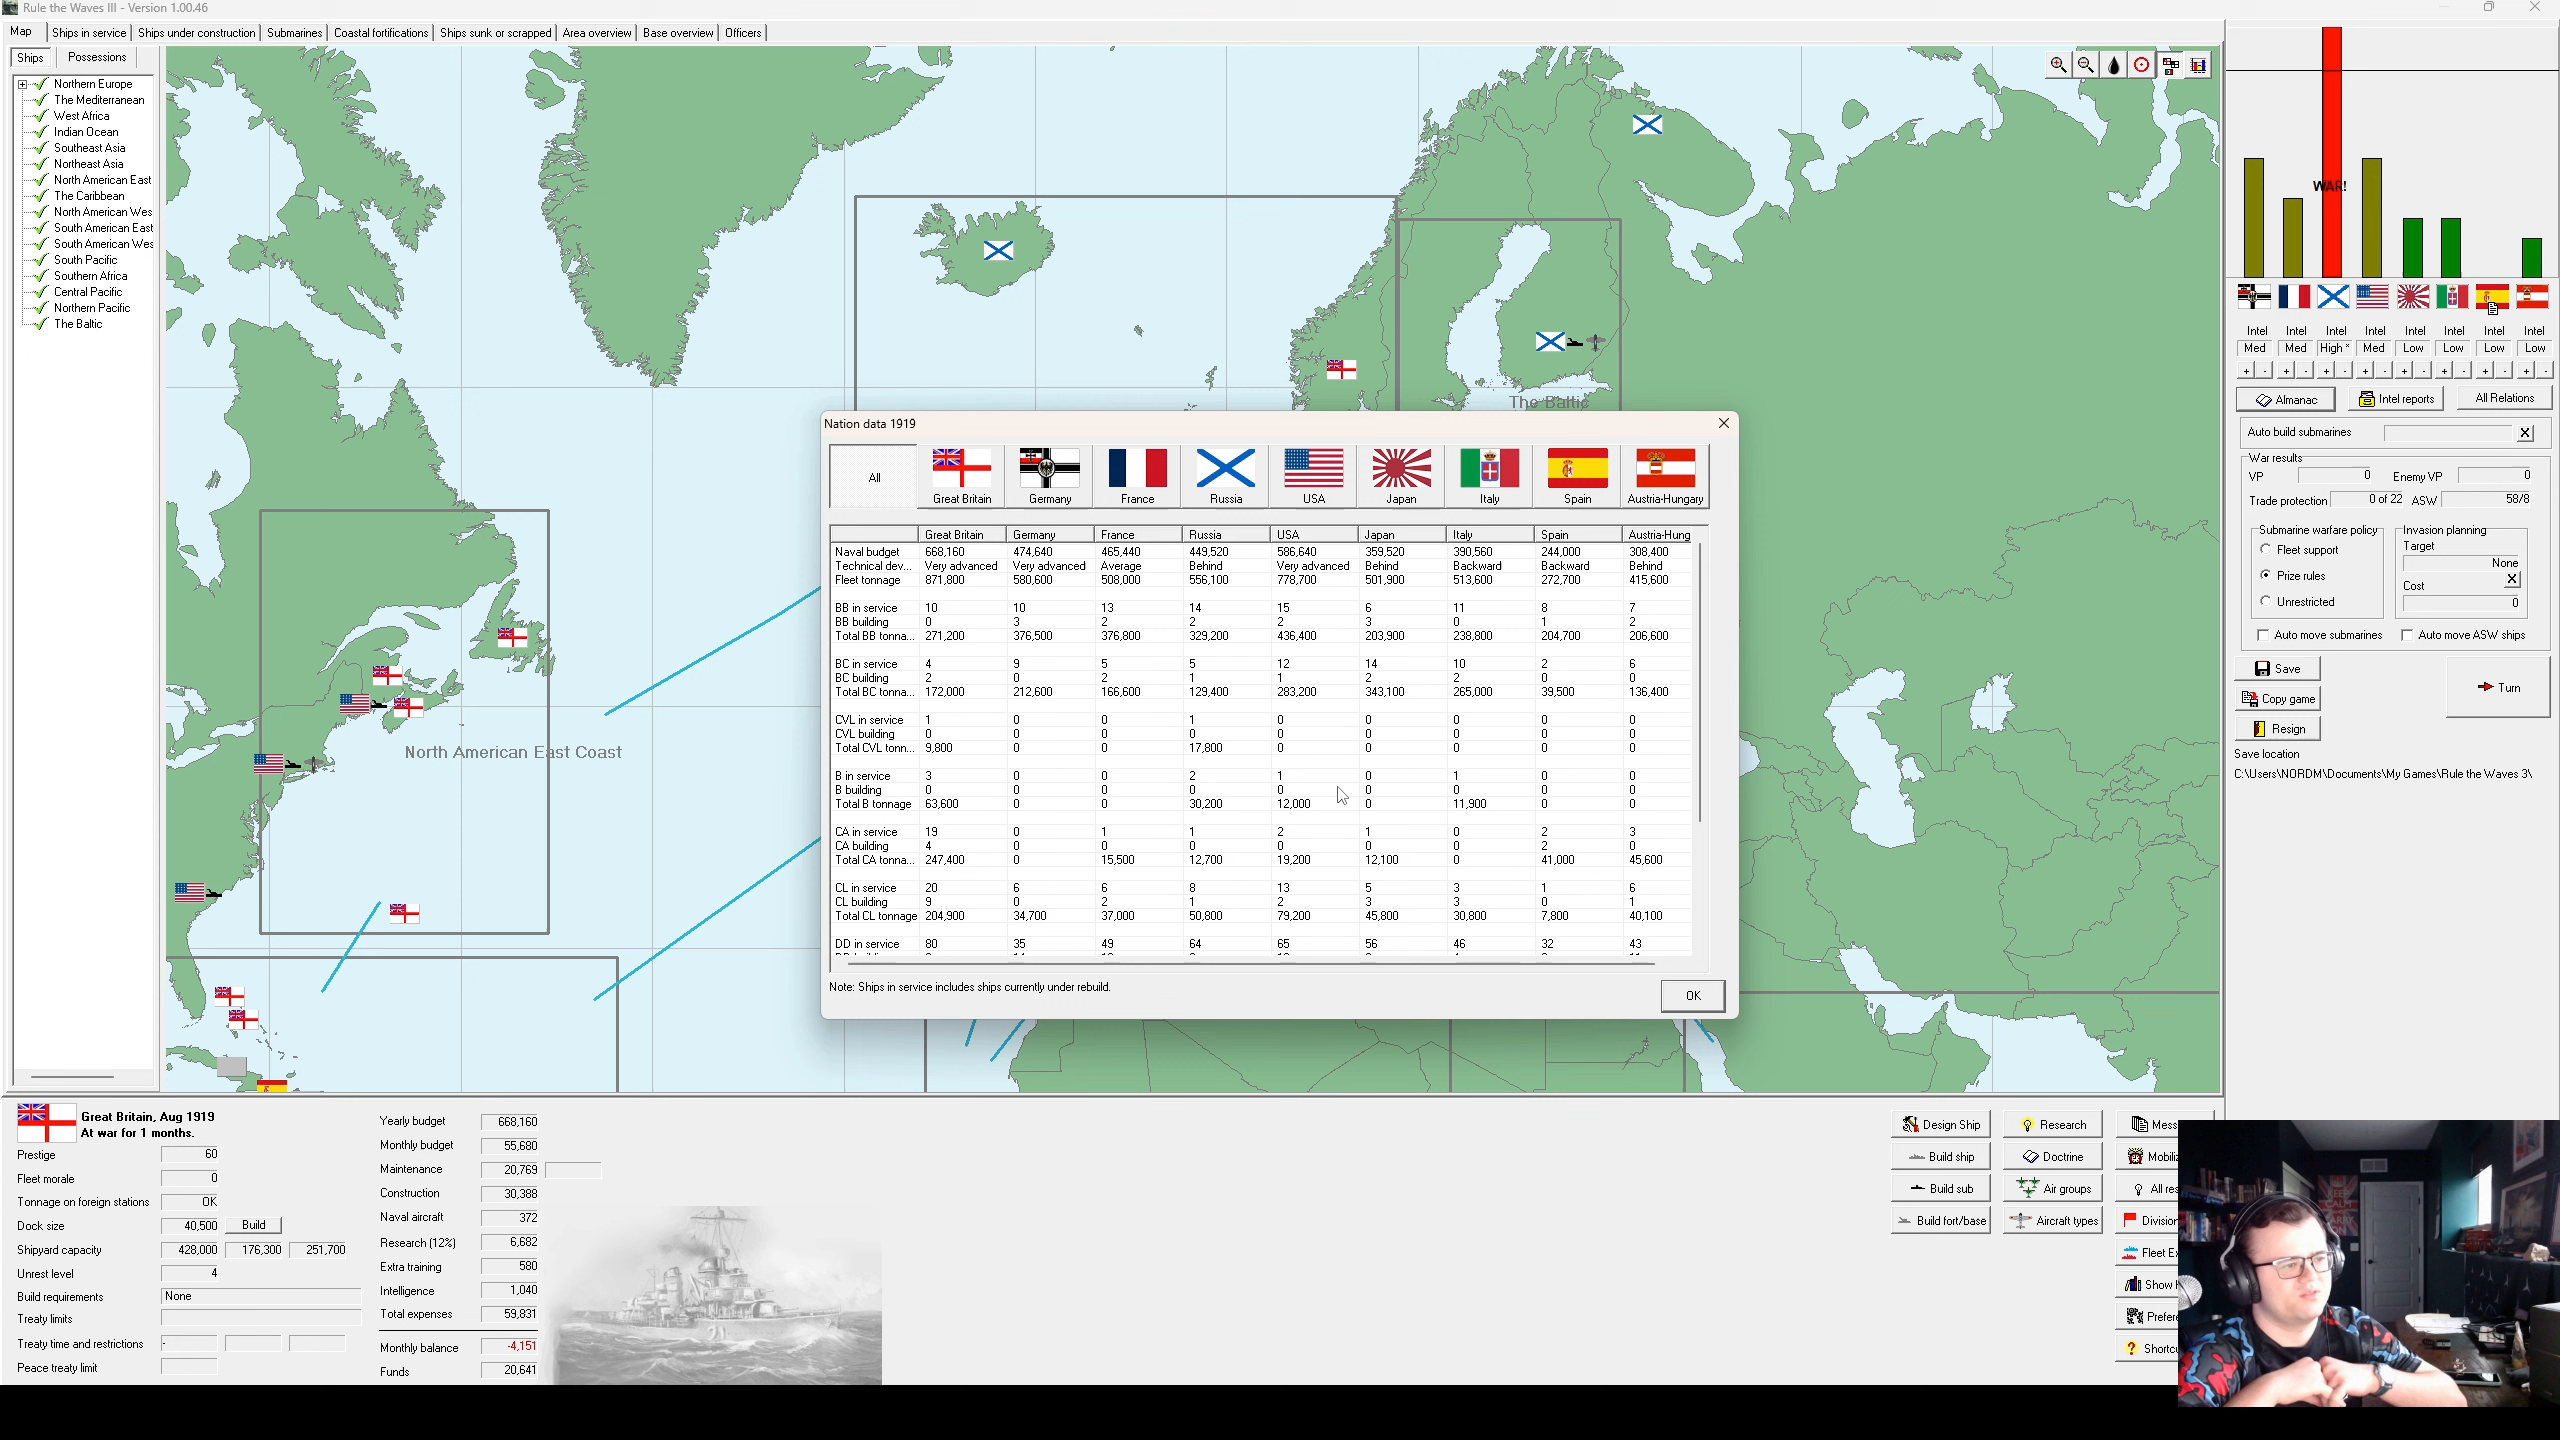 Rule the Waves III - Version 1.00.46
Map Ships in service Ships under construction Submarines Coastal fortifications Ships sunk or scrapped Area overview Base overview Officers
Ships Possessions
Northern Europe
The Mediterranean
West Africa
Indian Ocean
Southeast Asia
Northeast Asia
North American East
The Caribbean
North American Wes
South American East
South American Wes
South Pacific
Southern Africa
Central Pacific
Northern Pacific
The Baltic
The Baltic
North American East Coast
Nation data 1919
All Great Britain Germany France Russia USA Japan Italy Spain Austria-Hungary
Great Britain Germany France Russia USA Japan Italy Spain Austria-Hung
Naval budget 668,160 474,640 465,440 449,520 586,640 359,520 390,560 244,000 308,400
Technical dev... Very advanced Very advanced Average Behind Very advanced Behind Backward Backward Behind
Fleet tonnage 871,800 580,600 508,000 556,100 778,700 501,900 513,600 272,700 415,600
BB in service 10 10 13 14 15 6 11 8 7
BB building 0 3 2 2 2 3 0 1 2
Total BB tonna... 271,200 376,500 376,800 329,200 436,400 203,900 238,800 204,700 206,600
BC in service 4 9 5 5 12 14 10 2 6
BC building 2 0 2 1 1 2 2 0 0
Total BC tonna... 172,000 212,600 166,600 129,400 283,200 343,100 265,000 39,500 136,400
CVL in service 1 0 0 1 0 0 0 0 0
CVL building 0 0 0 0 0 0 0 0 0
Total CVL tonn... 9,800 0 0 17,800 0 0 0 0 0
B in service 3 0 0 2 1 0 1 0 0
B building 0 0 0 0 0 0 0 0 0
Total B tonnage 63,600 0 0 30,200 12,000 0 11,900 0 0
CA in service 19 0 1 1 2 1 0 2 3
CA building 4 0 0 0 0 0 0 2 0
Total CA tonna... 247,400 0 15,500 12,700 19,200 12,100 0 41,000 45,600
CL in service 20 6 6 8 13 5 3 1 6
CL building 9 0 2 1 2 3 3 0 1
Total CL tonnage 204,900 34,700 37,000 50,800 79,200 45,800 30,800 7,800 40,100
DD in service 80 35 49 64 65 56 46 32 43
Note: Ships in service includes ships currently under rebuild.
OK
WAR!
Intel Intel Intel Intel Intel Intel Intel Intel
Med Med High * Med Low Low Low Low
+ - + - + - + - + - + - + - + -
Almanac Intel reports All Relations
Auto build submarines X
War results
VP 0 Enemy VP 0
Trade protection 0 of 22 ASW 58/8
Submarine warfare policy
Fleet support
Prize rules
Unrestricted
Invasion planning
Target
None
Cost X
0
Auto move submarines Auto move ASW ships
Save
Copy game
Resign
Turn
Save location
C:\Users\NORDM\Documents\My Games\Rule the Waves 3\
Great Britain, Aug 1919
At war for 1 months.
Prestige 60
Fleet morale 0
Tonnage on foreign stations OK
Dock size 40,500 Build
Shipyard capacity 428,000 176,300 251,700
Unrest level 4
Build requirements None
Treaty limits
Treaty time and restrictions -
Peace treaty limit
Yearly budget 668,160
Monthly budget 55,680
Maintenance 20,769
Construction 30,388
Naval aircraft 372
Research (12%) 6,682
Extra training 580
Intelligence 1,040
Total expenses 59,831
Monthly balance -4,151
Funds 20,641
Design Ship Research Mess
Build ship Doctrine Mobiliz
Build sub Air groups All res
Build fort/base Aircraft types Division
Fleet Ex
Show
Prefere
Shortcu